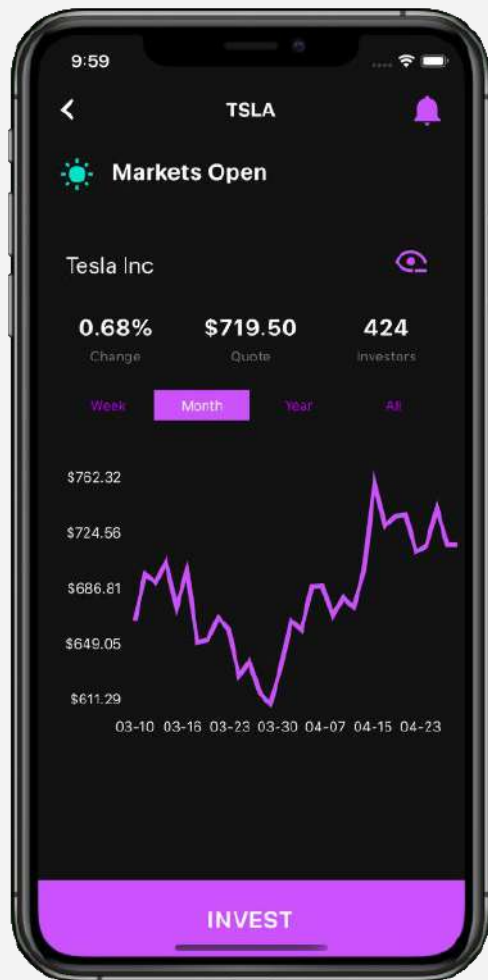 9:59
TSLA
Markets Open
Tesla Inc
0.68% $719.50 424
Change Quote Investors
Week Month Year All
$762.32
$724.56
$686.81
$649.05
$611.29
03-10 03-16 03-23 03-30 04-07 04-15 04-23
INVEST